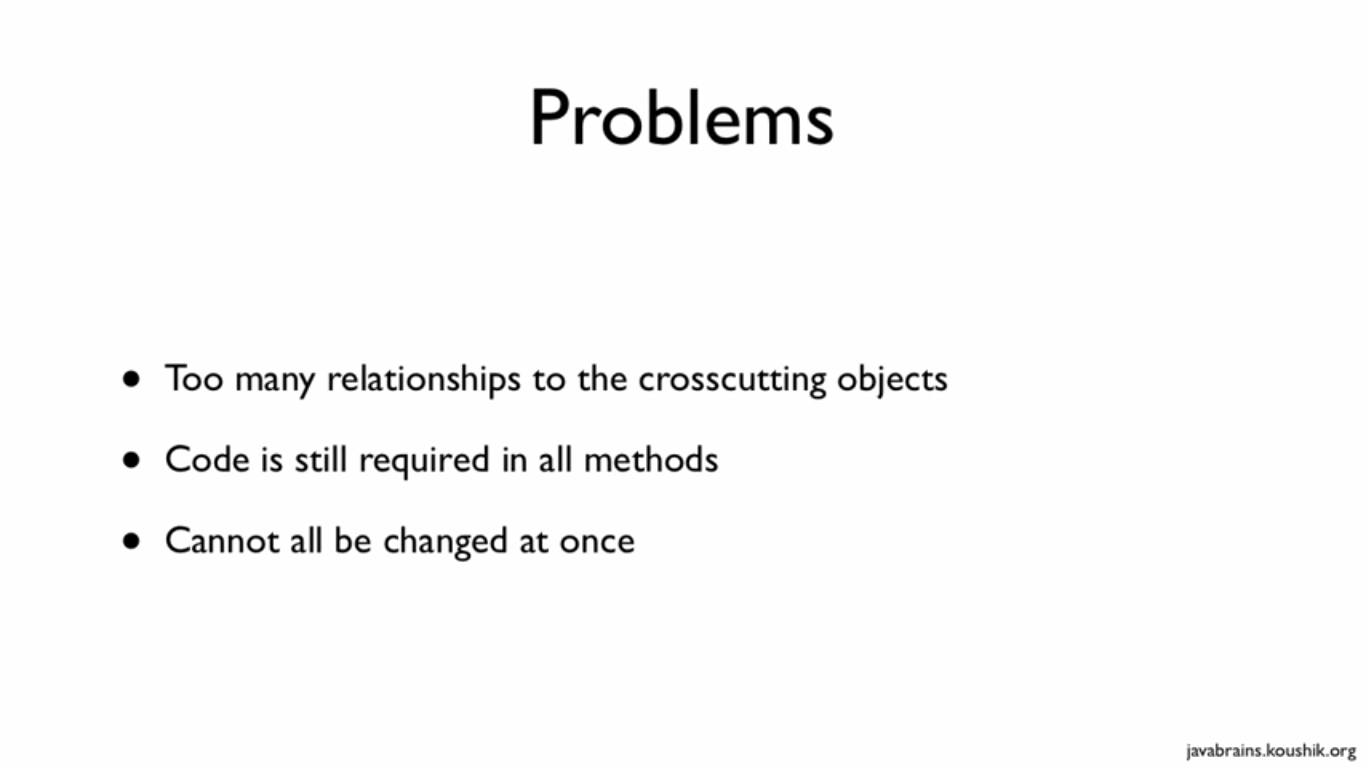 Problems
• Too many relationships to the crosscutting objects
• Code is still required in all methods
• Cannot all be changed at once
javabrains.koushik.org